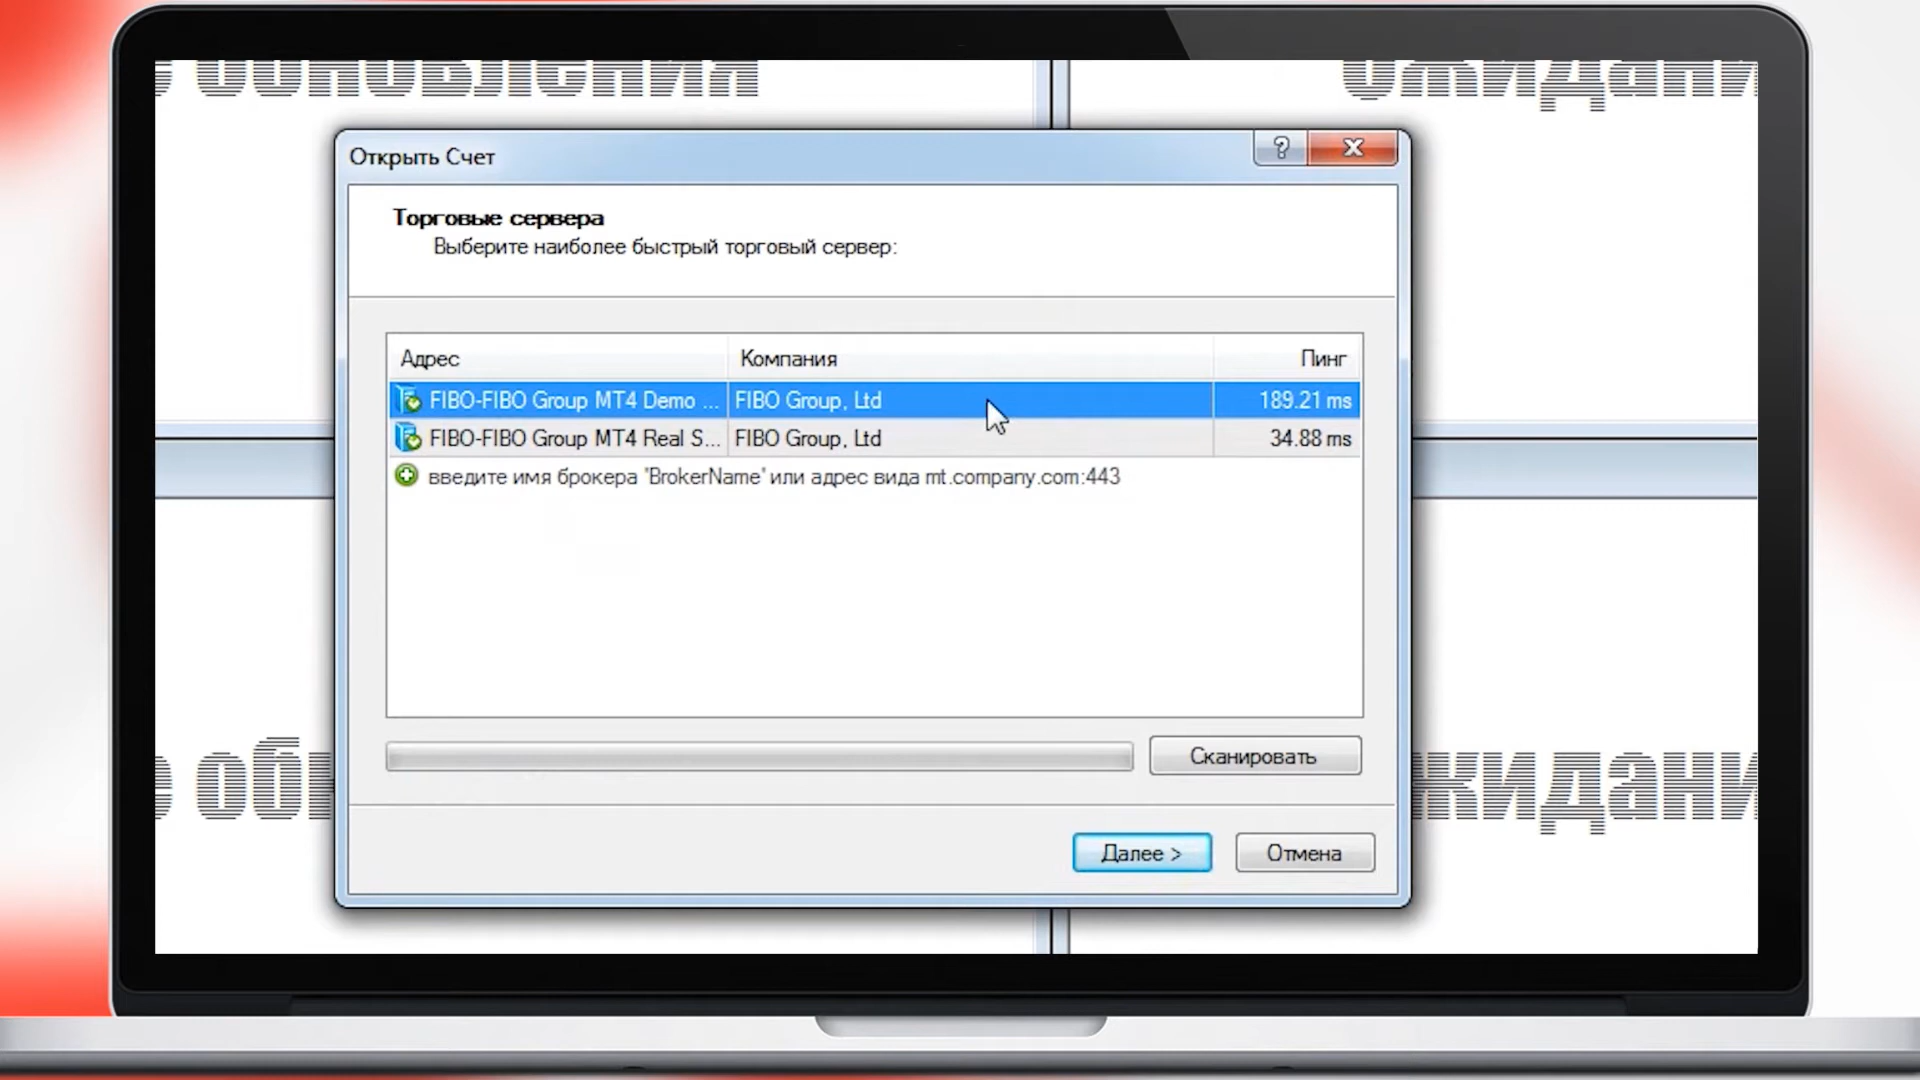 обновления
Открыть Счет
Торговые сервера
Выберите наиболее быстрый торговый сервер:
Адрес Компания Пинг
FIBO-FIBO Group MT4 Demo ... FIBO Group, Ltd 189.21 ms
FIBO-FIBO Group MT4 Real S... FIBO Group, Ltd 34.88 ms
введите имя брокера 'BrokerName' или адрес вида mt.company.com:443
Сканировать
Далее >
Отмена